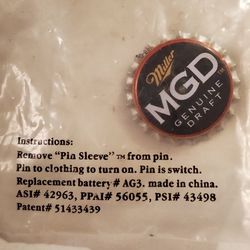 Miller
MGD
GENUINE
DRAFT
Instructions:
Remove "Pin Sleeve" ™ from pin.
Pin to clothing to turn on. Pin is switch.
Replacement battery # AG3. made in china.
ASI# 42963, PPAI# 56055, PSI# 43498
Patent# 51433439